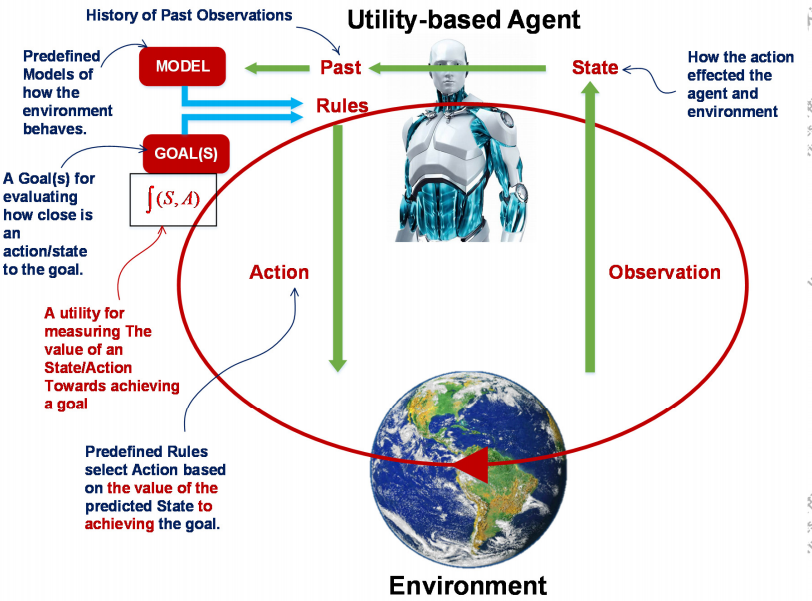 Utility-based Agent
History of Past Observations
Predefined
Models of
how the
environment
behaves.
MODEL
Past
State
How the action
effected the
agent and
environment
Rules
GOAL(S)
A Goal(s) for
evaluating
how close is
an
action/state
to the goal.
∫(S, A)
Action
Observation
A utility for
measuring The
value of an
State/Action
Towards achieving
a goal
Predefined Rules
select Action based
on the value of the
predicted State to
achieving the goal.
Environment